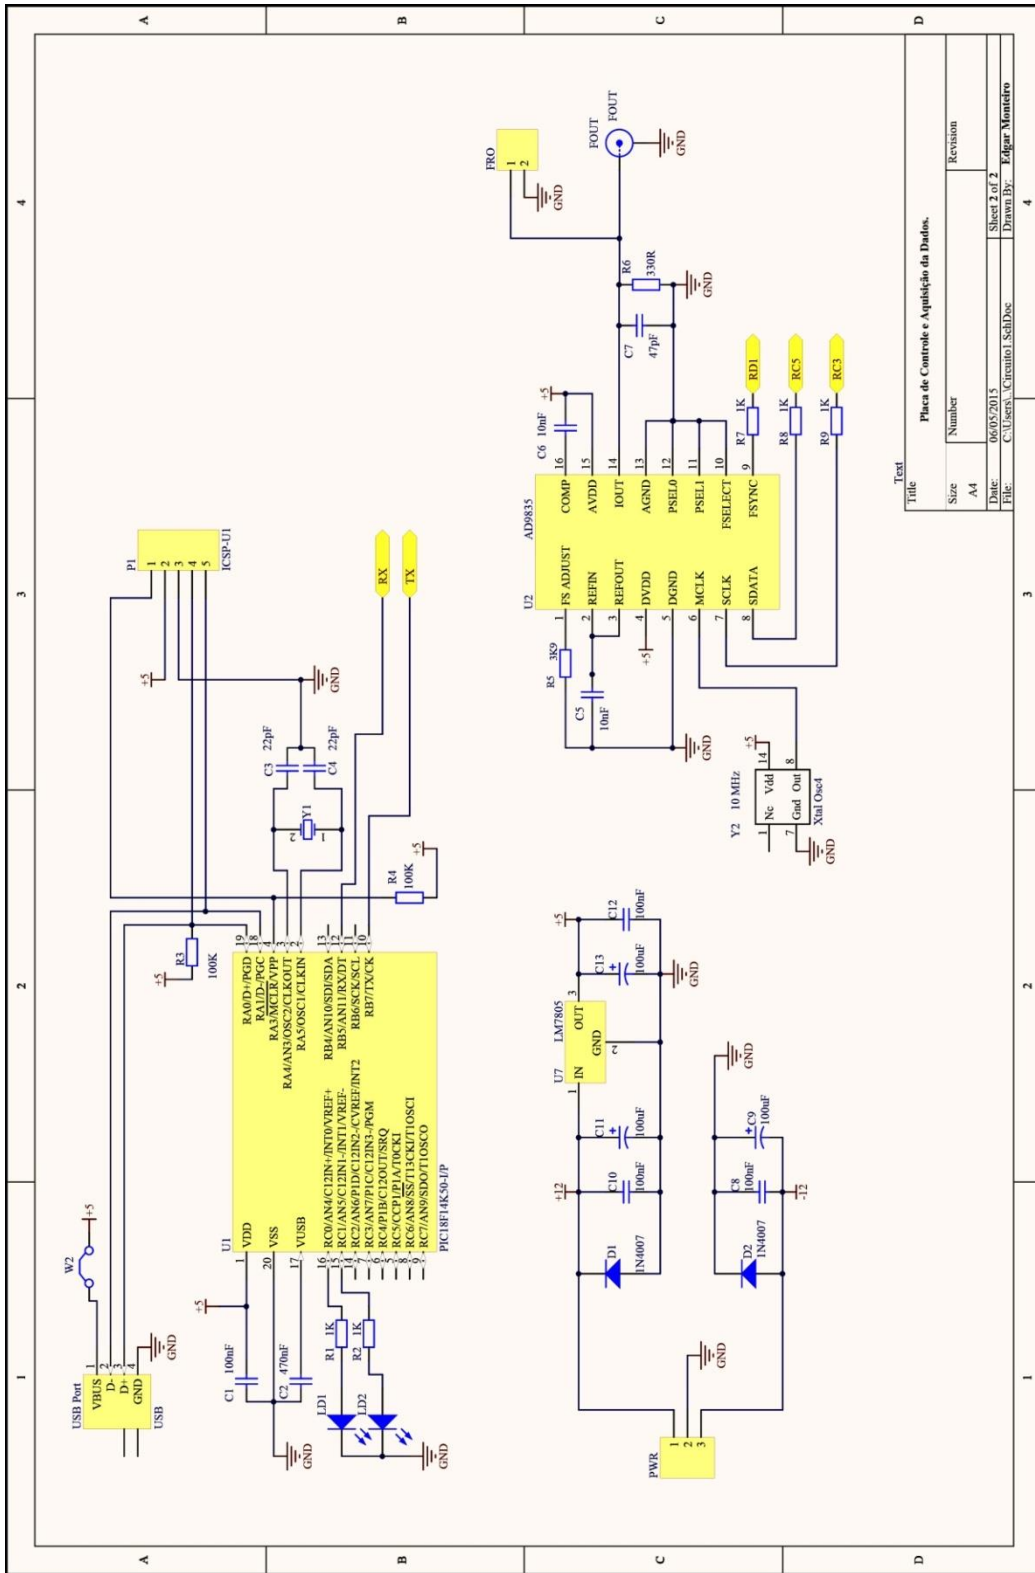 1
2
3
4
A
B
C
D
USB Port
VBUS 1
D- 2
D+ 3
GND 4
USB
GND
W2
+5
+5
C1 100nF
C2 470nF
GND
LD1
LD2
R1 1K
R2 1K
GND
U1
1 VDD
20 VSS
17 VUSB
16 RC0/AN4/C12IN+/INT0/VREF+
15 RC1/AN5/C12IN1-/INT1/VREF-
14 RC2/AN6/P1D/C12IN2-/CVREF/INT2
7 RC3/AN7/P1C/C12IN3-/PGM
6 RC4/P1B/C12OUT/SRQ
5 RC5/CCP1/P1A/T0CKI
8 RC6/AN8/SS/T13CKI/T1OSCI
9 RC7/AN9/SDO/T1OSCO
PIC18F14K50-I/P
RA0/D+/PGD 19
RA1/D-/PGC 18
RA3/MCLR/VPP 4
RA4/AN3/OSC2/CLKOUT 3
RA5/OSC1/CLKIN 2
RB4/AN10/SDI/SDA 13
RB5/AN11/RX/DT 12
RB6/SCK/SCL 11
RB7/TX/CK 10
+5
R3
100K
R4
100K
+5
2
Y1
1
C3 22pF
C4 22pF
GND
+5
P1
1
2
3
4
5
ICSP-U1
RX
TX
PWR
1
2
3
GND
D1
1N4007
D2
1N4007
+12
C10
100nF
C11
100uF
C8
100nF
C9
100uF
-12
GND
U7 LM7805
1 IN OUT 3
GND
2
C13
100uF
C12
100nF
+5
GND
Y2 10 MHz
1 Nc Vdd 14
7 Gnd Out 8
Xtal Osc4
+5
GND
R5 3K9
C5
10nF
GND
+5
U2 AD9835
1 FS ADJUST
2 REFIN
3 REFOUT
4 DVDD
5 DGND
6 MCLK
7 SCLK
8 SDATA
COMP 16
AVDD 15
IOUT 14
AGND 13
PSEL0 12
PSEL1 11
FSELECT 10
FSYNC 9
C6 10nF
+5
C7
47pF
R6
330R
GND
R7 1K
RD1
R8 1K
RC5
R9 1K
RC3
FRO
1
2
GND
FOUT
FOUT
GND
Text
Title
Placa de Controle e Aquisição da Dados.
Size
A4
Number
Revision
Date: 06/05/2015
Sheet 2 of 2
File: C:\Users\..\Circuito1.SchDoc
Drawn By: Edgar Monteiro
1
2
3
4
A
B
C
D